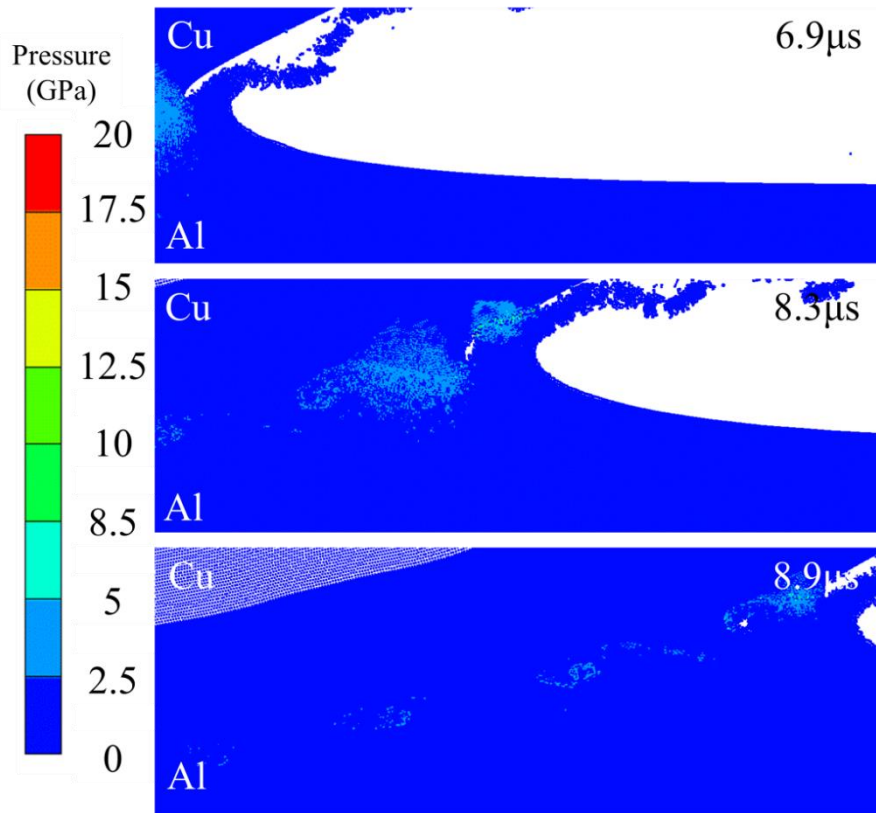 Pressure
(GPa)
20
17.5
15
12.5
10
8.5
5
2.5
0
Cu
6.9μs
Al
Cu
8.3μs
Al
Cu
8.9μs
Al